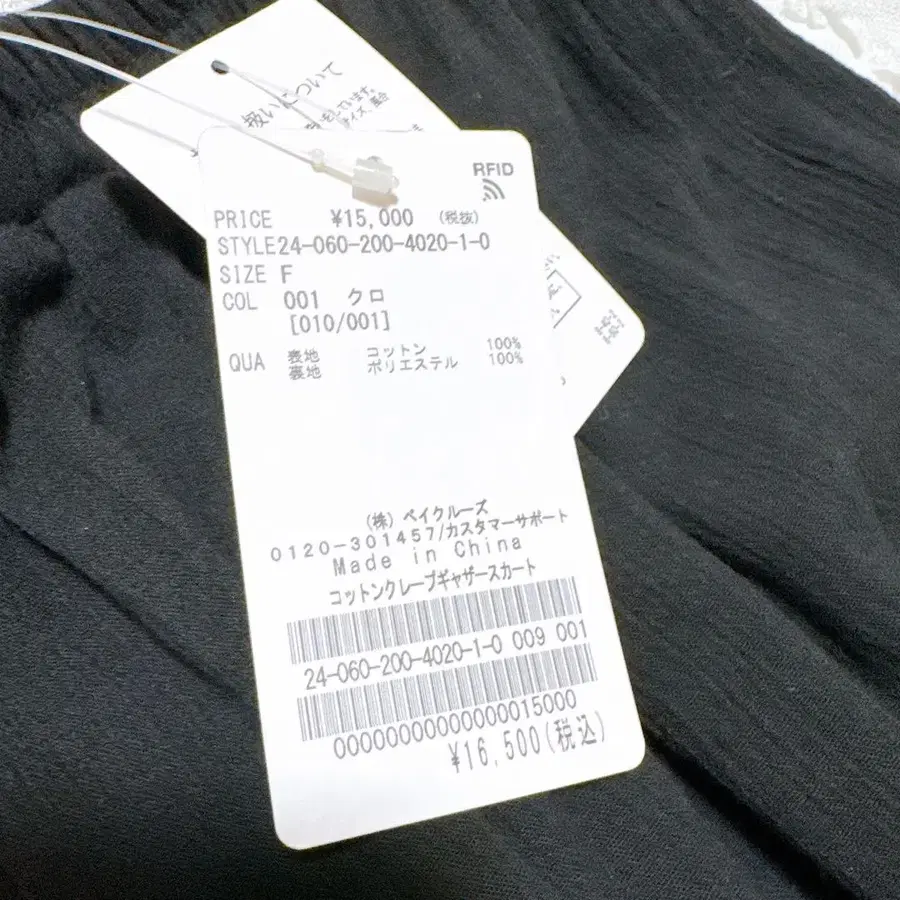 扱いについて
RFID
PRICE ¥15,000 (税抜)
STYLE24-060-200-4020-1-0
SIZE F
COL 001 クロ
[010/001]
QUA 表地 コットン 100%
裏地 ポリエステル 100%
(株) ベイクルーズ
0120-301457/カスタマーサポート
Made in China
コットンクレープギャザースカート
24-060-200-4020-1-0 009 001
00000000000000015000
¥16,500(税込)